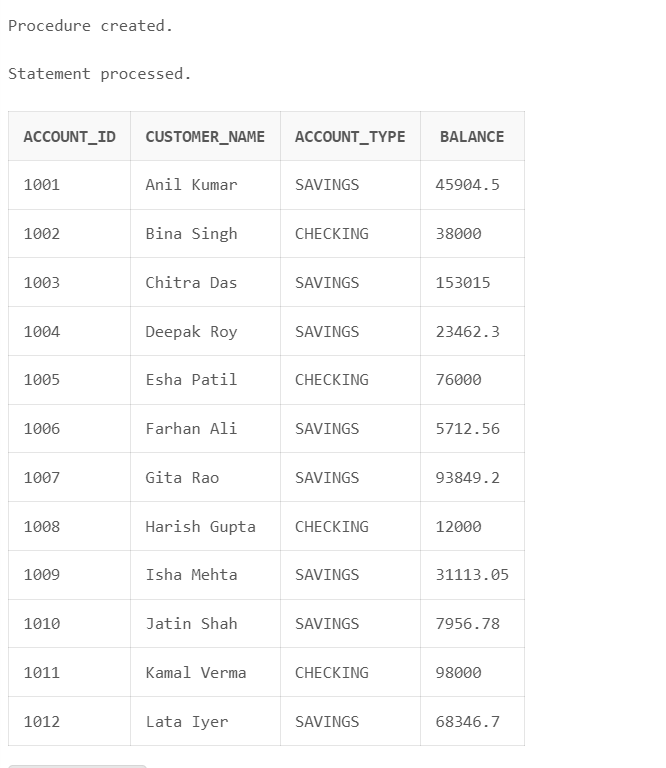 Procedure created.
Statement processed.
ACCOUNT_ID CUSTOMER_NAME ACCOUNT_TYPE BALANCE
1001 Anil Kumar SAVINGS 45904.5
1002 Bina Singh CHECKING 38000
1003 Chitra Das SAVINGS 153015
1004 Deepak Roy SAVINGS 23462.3
1005 Esha Patil CHECKING 76000
1006 Farhan Ali SAVINGS 5712.56
1007 Gita Rao SAVINGS 93849.2
1008 Harish Gupta CHECKING 12000
1009 Isha Mehta SAVINGS 31113.05
1010 Jatin Shah SAVINGS 7956.78
1011 Kamal Verma CHECKING 98000
1012 Lata Iyer SAVINGS 68346.7